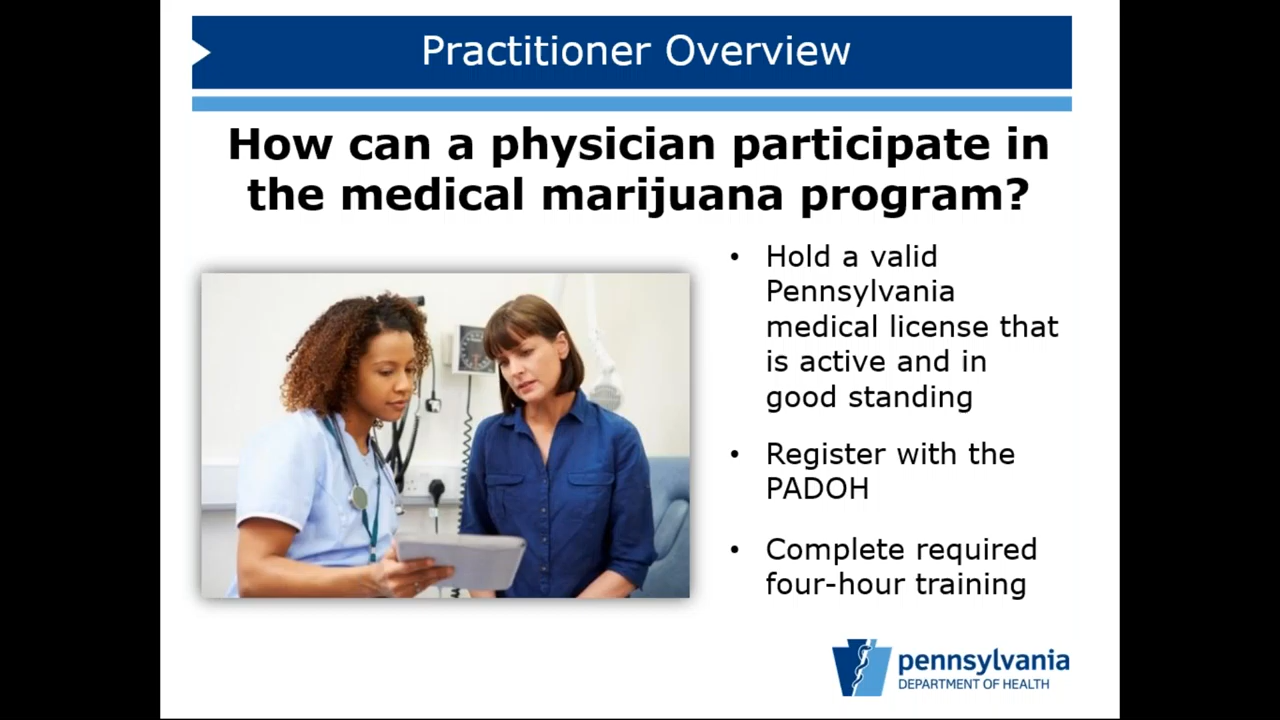 Practitioner Overview
How can a physician participate in
the medical marijuana program?
• Hold a valid
Pennsylvania
medical license that
is active and in
good standing
• Register with the
PADOH
• Complete required
four-hour training
pennsylvania
DEPARTMENT OF HEALTH